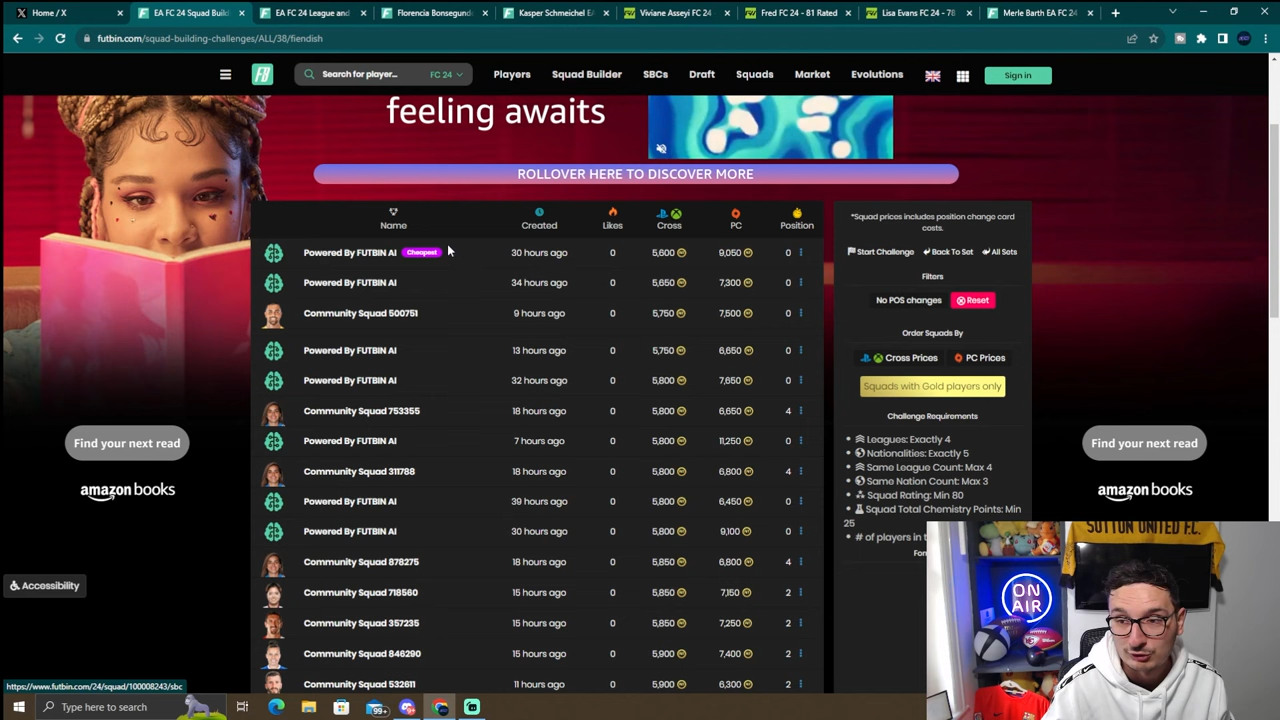 Home / X
EA FC 24 Squad Buil
EA FC 24 League and
Florencia Bonsegund
Kasper Schmeichel EA
Viviane Asseyi FC 24
Fred FC 24 - 81 Rated
Lisa Evans FC 24 - 78
Merle Barth EA FC 24
futbin.com/squad-building-challenges/ALL/38/fiendish
FB
Search for player...
FC 24
Players
Squad Builder
SBCs
Draft
Squads
Market
Evolutions
Sign in
feeling awaits
ROLLOVER HERE TO DISCOVER MORE
Name Created Likes Cross PC Position
Powered By FUTBIN AI Cheapest 30 hours ago 0 5,600 9,050 0
Powered By FUTBIN AI 34 hours ago 0 5,650 7,300 0
Community Squad 500751 9 hours ago 0 5,750 7,500 0
Powered By FUTBIN AI 13 hours ago 0 5,750 6,650 0
Powered By FUTBIN AI 32 hours ago 0 5,800 7,650 0
Community Squad 753355 18 hours ago 0 5,800 6,650 4
Powered By FUTBIN AI 7 hours ago 0 5,800 11,250 0
Community Squad 311788 18 hours ago 0 5,800 6,800 4
Powered By FUTBIN AI 39 hours ago 0 5,800 6,450 0
Powered By FUTBIN AI 30 hours ago 0 5,800 9,100 0
Community Squad 878275 18 hours ago 0 5,850 6,800 4
Community Squad 718560 15 hours ago 0 5,850 7,150 2
Community Squad 357235 15 hours ago 0 5,850 7,250 2
Community Squad 846290 15 hours ago 0 5,900 7,400 2
Community Squad 532611 11 hours ago 0 5,900 6,300 2
*Squad prices includes position change card
costs.
Start Challenge Back To Set All Sets
Filters
No POS changes Reset
Order Squads By
Cross Prices PC Prices
Squads with Gold players only
Challenge Requirements
Leagues: Exactly 4
Nationalities: Exactly 5
Same League Count: Max 4
Same Nation Count: Max 3
Squad Rating: Min 80
Squad Total Chemistry Points: Min
25
# of players in t
For
Find your next read
amazon books
Find your next read
amazon books
Accessibility
https://www.futbin.com/24/squad/100008243/sbc
SUTTON UNITED F.C.
ON
AIR
Type here to search
99+